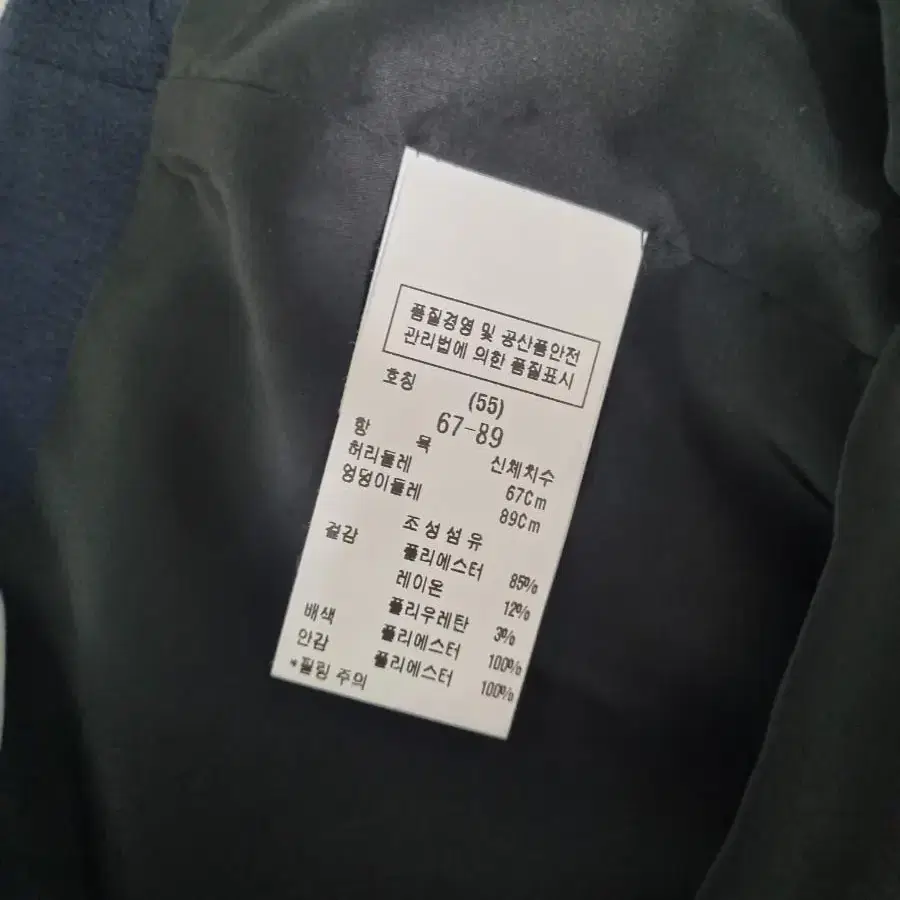 품질경영 및 공산품안전
관리법에 의한 품질표시
호칭 (55)
67-89
항 목 신체치수
허리둘레 67Cm
엉덩이둘레 89Cm
조성섬유
겉감 폴리에스터 85%
레이온 12%
폴리우레탄 3%
배색 폴리에스터 100%
안감 폴리에스터 100%
*필링 주의